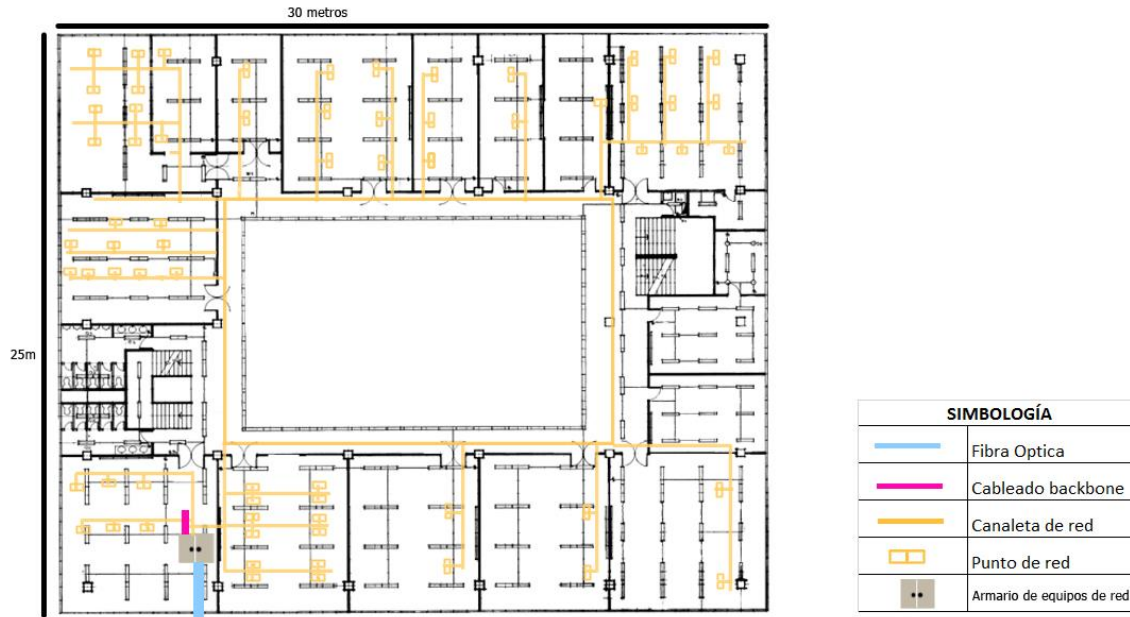 30 metros
25m
SIMBOLOGÍA
Fibra Optica
Cableado backbone
Canaleta de red
Punto de red
Armario de equipos de red